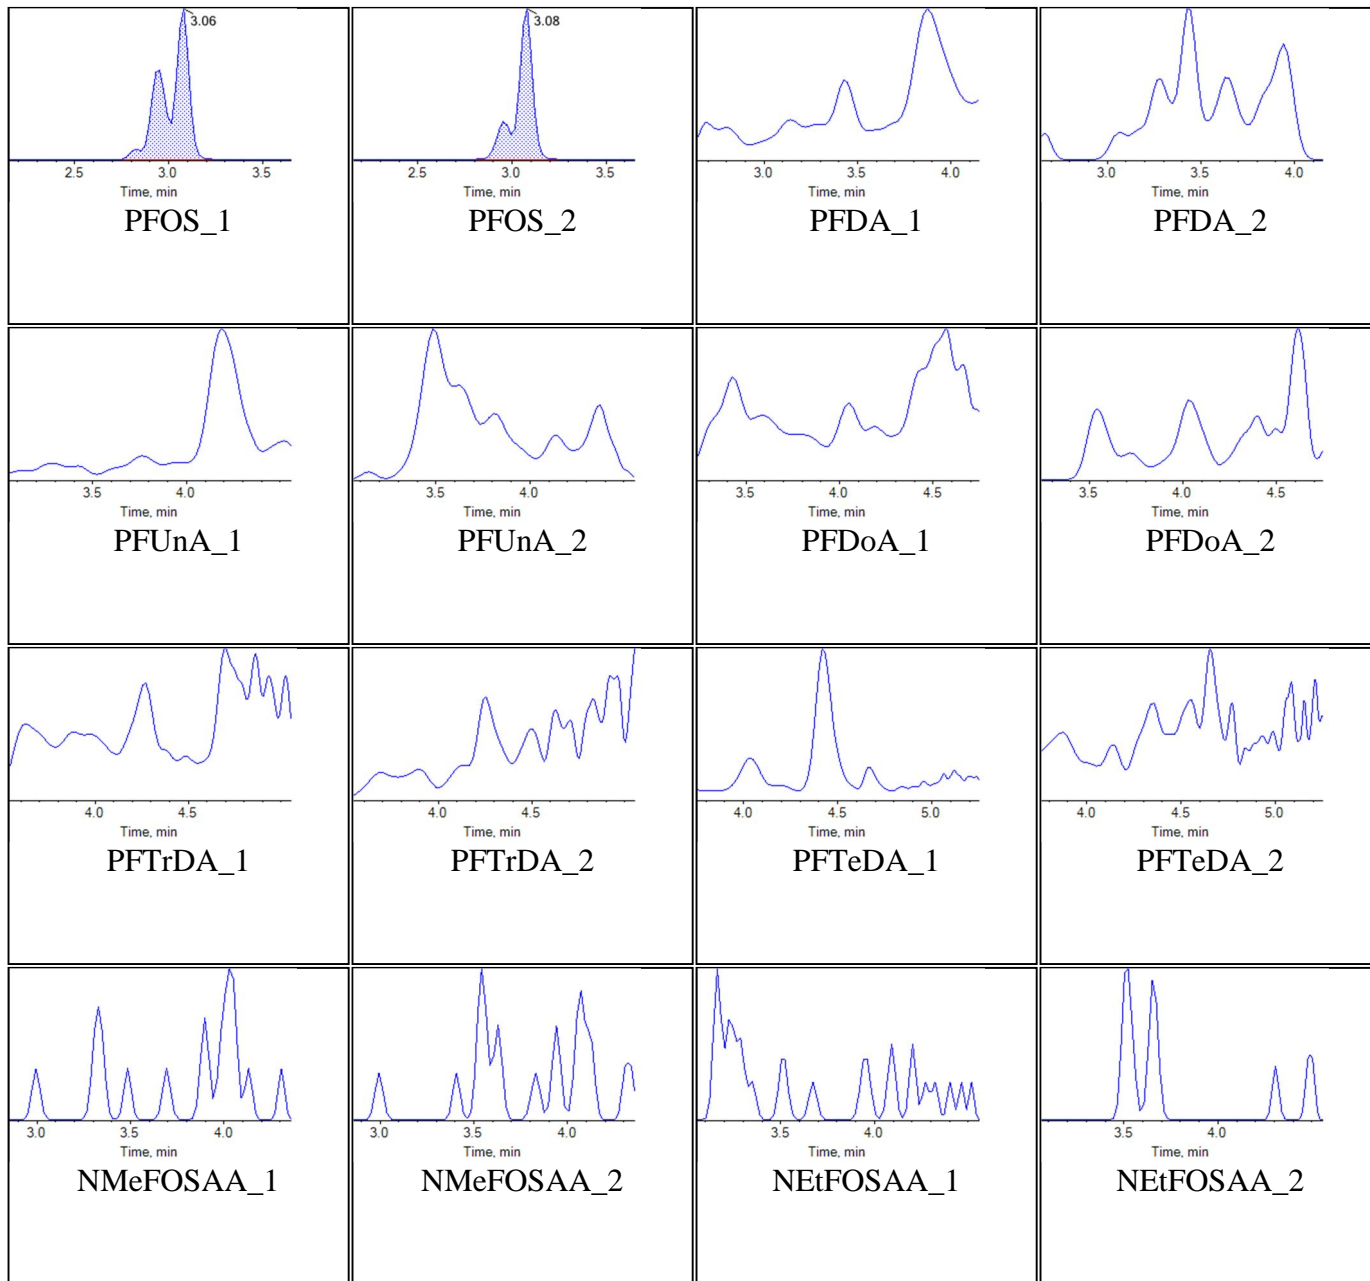 3.06
3.08
2.5 3.0 3.5
2.5 3.0 3.5
3.0 3.5 4.0
3.0 3.5 4.0
Time, min
Time, min
Time, min
Time, min
PFOS_1
PFOS_2
PFDA_1
PFDA_2
3.5 4.0
3.5 4.0
3.5 4.0 4.5
3.5 4.0 4.5
Time, min
Time, min
Time, min
Time, min
PFUnA_1
PFUnA_2
PFDoA_1
PFDoA_2
4.0 4.5
4.0 4.5
4.0 4.5 5.0
4.0 4.5 5.0
Time, min
Time, min
Time, min
Time, min
PFTrDA_1
PFTrDA_2
PFTeDA_1
PFTeDA_2
3.0 3.5 4.0
3.0 3.5 4.0
3.5 4.0
3.5 4.0
Time, min
Time, min
Time, min
Time, min
NMeFOSAA_1
NMeFOSAA_2
NEtFOSAA_1
NEtFOSAA_2